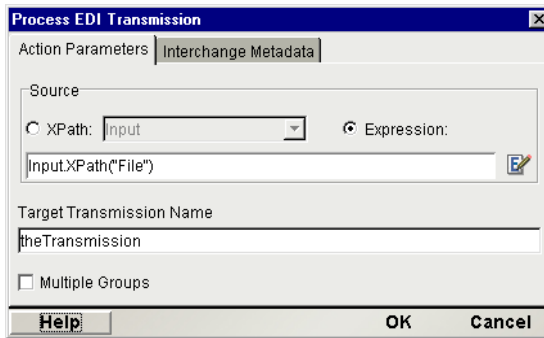 Process EDI Transmission
Action Parameters Interchange Metadata
Source
XPath: Input Expression:
Input.XPath("File")
Target Transmission Name
theTransmission
Multiple Groups
Help OK Cancel